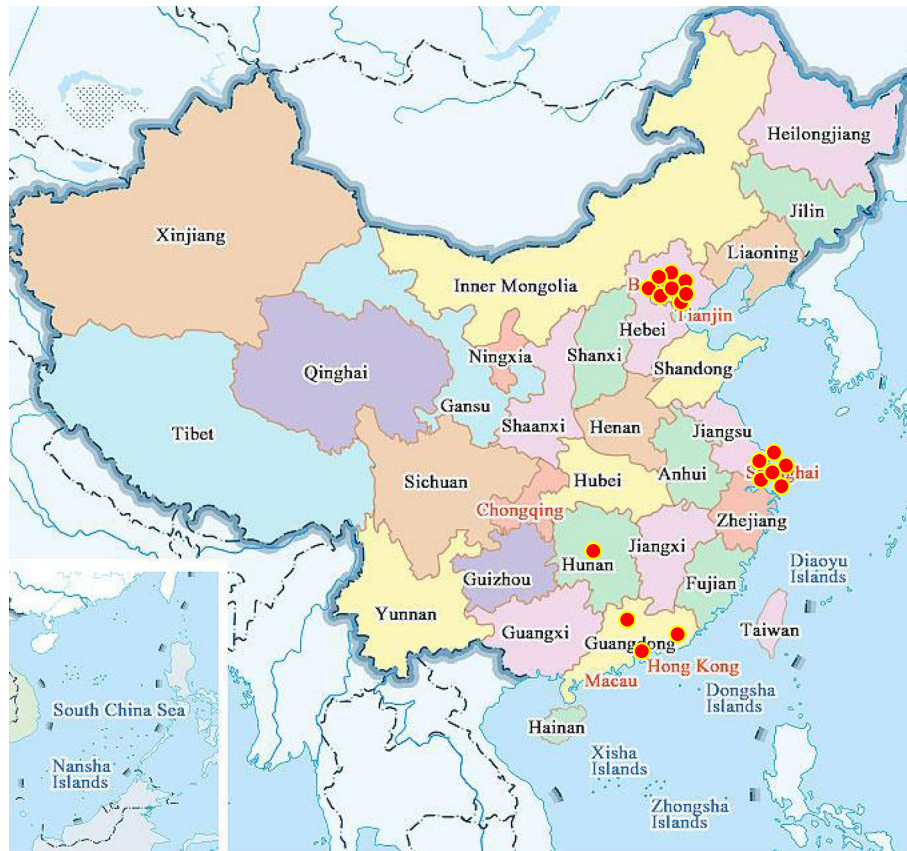 Heilongjiang
Jilin
Xinjiang
Liaoning
Inner Mongolia
B
Tianjin
Hebei
Ningxia
Shanxi
Shandong
Qinghai
Gansu
Tibet
Shaanxi
Henan
Jiangsu
Sichuan
Hubei
Anhui
S
hai
Chongqing
Zhejiang
Hunan
Jiangxi
Diaoyu
Islands
Guizhou
Fujian
Yunnan
Guangxi
Guangdong
Taiwan
Hong Kong
Macau
Dongsha
Islands
South China Sea
Hainan
Xisha
Islands
Nansha
Islands
Zhongsha
Islands